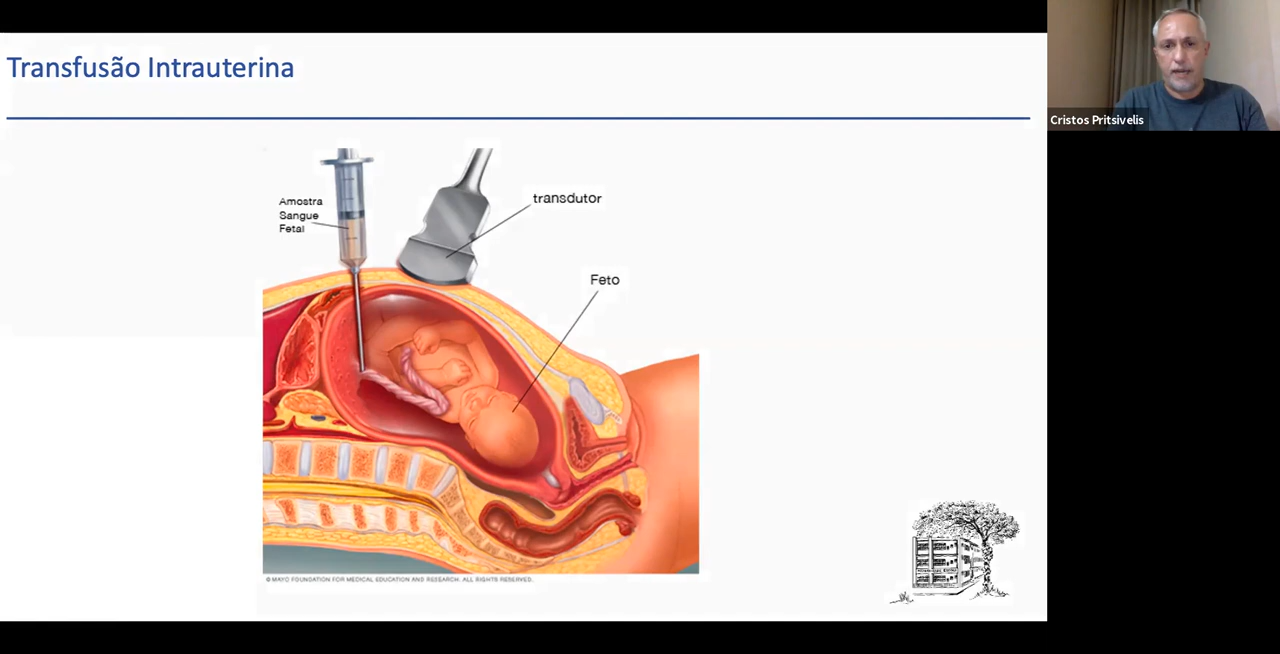 Transfusão Intrauterina
Amostra
Sangue
Fetal
transdutor
Feto
© MAYO FOUNDATION FOR MEDICAL EDUCATION AND RESEARCH. ALL RIGHTS RESERVED.
Cristos Pritsivelis